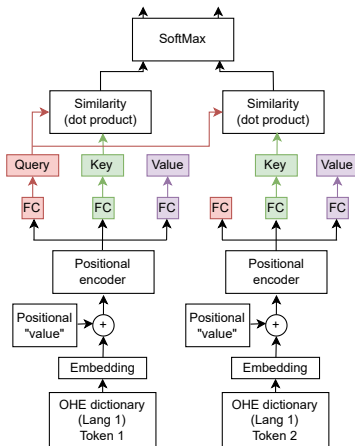 SoftMax
Similarity
(dot product)
Similarity
(dot product)
Query
Key
Value
Key
Value
FC
FC
FC
FC
FC
FC
Positional
encoder
Positional
encoder
Positional
"value"
+
Positional
"value"
+
Embedding
Embedding
OHE dictionary
(Lang 1)
Token 1
OHE dictionary
(Lang 1)
Token 2